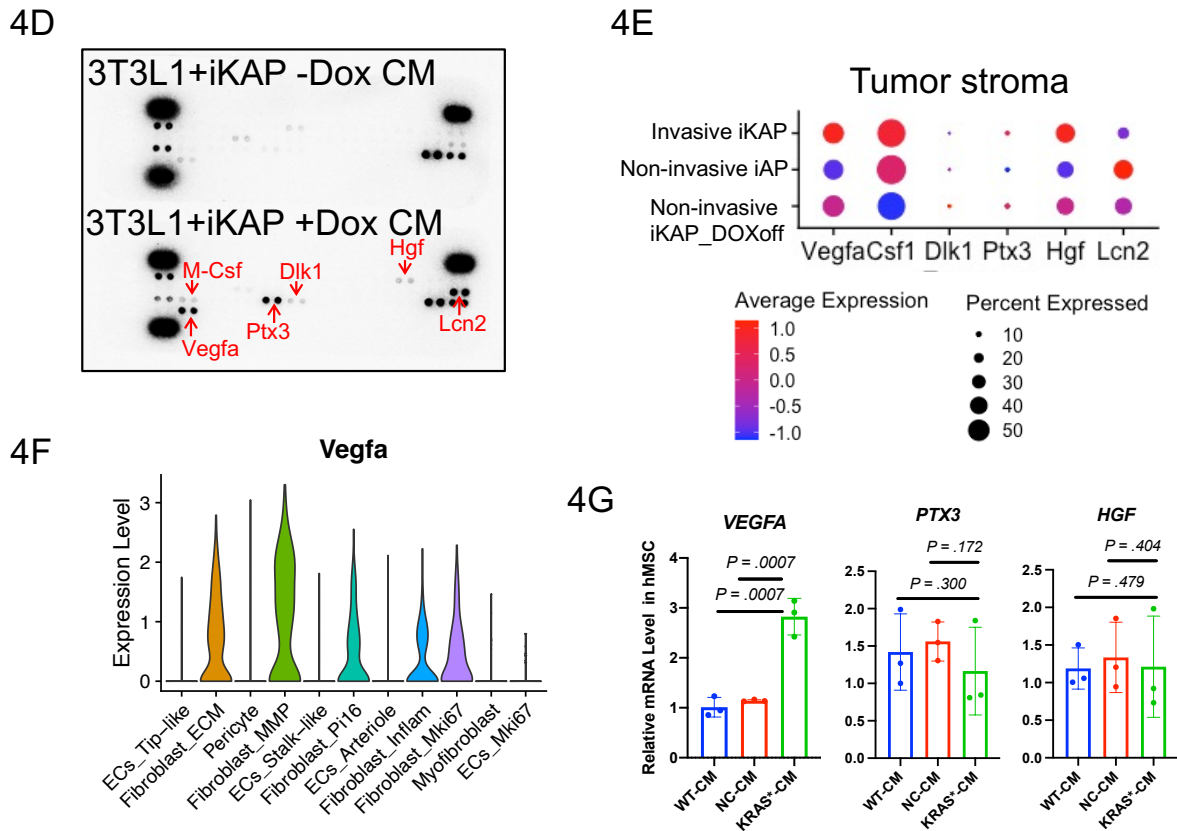 4D
3T3L1+iKAP -Dox CM
3T3L1+iKAP +Dox CM
M-Csf
Dlk1
Hgf
Vegfa
Ptx3
Lcn2
4E
Tumor stroma
Invasive iKAP
Non-invasive iAP
Non-invasive
iKAP_DOXoff
Vegfa Csf1 Dlk1 Ptx3 Hgf Lcn2
Average Expression
1.0
0.5
0.0
-0.5
-1.0
Percent Expressed
10
20
30
40
50
4F
Vegfa
Expression Level
3
2
1
0
ECs_Tip-like
Fibroblast_ECM
Pericyte
Fibroblast_MMP
ECs_Stalk-like
Fibroblast_Pi16
ECs_Arteriole
Fibroblast_Inflam
Fibroblast_Mki67
Myofibroblast
ECs_Mki67
4G
Relative mRNA Level in hMSC
VEGFA
P = .0007
P = .0007
4
3
2
1
0
WT-CM
NC-CM
KRAS*-CM
PTX3
P = .172
P = .300
2.5
2.0
1.5
1.0
0.5
0.0
WT-CM
NC-CM
KRAS*-CM
HGF
P = .404
P = .479
2.5
2.0
1.5
1.0
0.5
0.0
WT-CM
NC-CM
KRAS*-CM